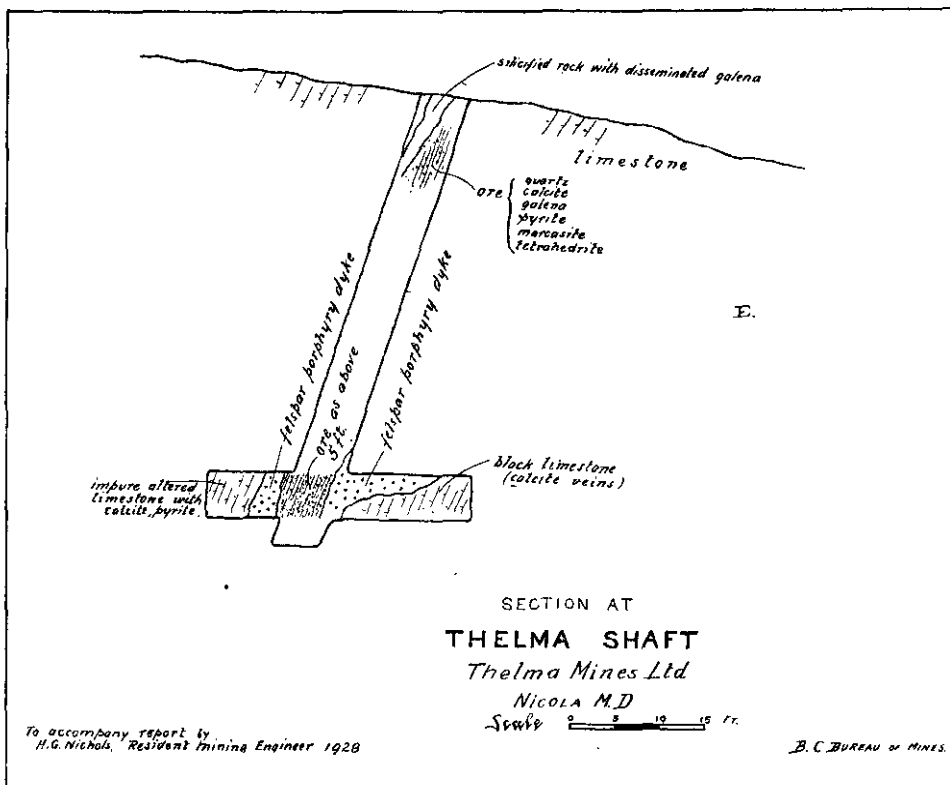 silicified rock with disseminated galena
limestone
ore
quartz
calcite
galena
pyrite
marcasite
tetrahedrite
felspar porphyry dyke
felspar porphyry dyke
E.
ore as above
5 ft.
black limestone
(calcite veins)
impure altered
limestone with
calcite, pyrite.
SECTION AT
THELMA SHAFT
Thelma Mines Ltd
NICOLA M.D
Scale 0 5 10 15 FT.
To accompany report by
H.G. Nichols, Resident Mining Engineer 1928
B.C. BUREAU OF MINES.